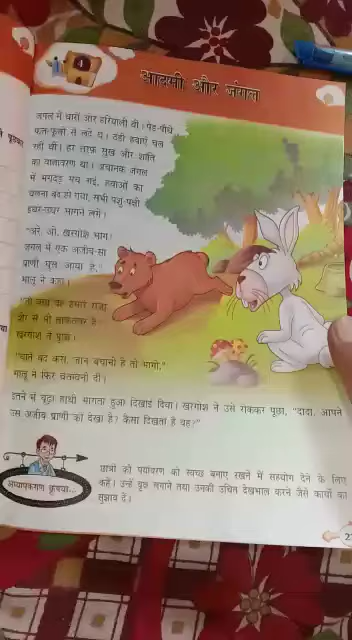 आदमी और जंगल
जंगल में चारों ओर हरियाली थी। पेड़-पौधे
फल-फूलों से लदे थे। ठंडी हवाएँ चल
रही थीं। हर तरफ सुख और शांति
का वातावरण था। अचानक जंगल
में भगदड़ मच गई, हवाओं का
चलना बंद हो गया, सभी पशु-पक्षी
इधर-उधर भागने लगे।
"अरे, ओ, खरगोश भाग!
जंगल में एक अजीब-सा
प्राणी घुस आया है,"
भालू ने कहा।
हमारे राजा
शेर से भी ताकतवर है
खरगोश ने पूछा।
"बातें बंद करो, जान बचानी है तो भागो,"
भालू ने फिर चेतावनी दी।
इतने में बूढ़ा हाथी भागता हुआ दिखाई दिया। खरगोश ने उसे रोककर पूछा, "दादा, आपने
उस अजीब प्राणी को देखा है? कैसा दिखता है वह?"
अध्यापकगण कृपया...
छात्रों को पर्यावरण को स्वच्छ बनाए रखने में सहयोग देने के लिए
कहें। उन्हें वृक्ष लगाने तथा उनकी उचित देखभाल करने जैसे कार्यों का
सुझाव दें।